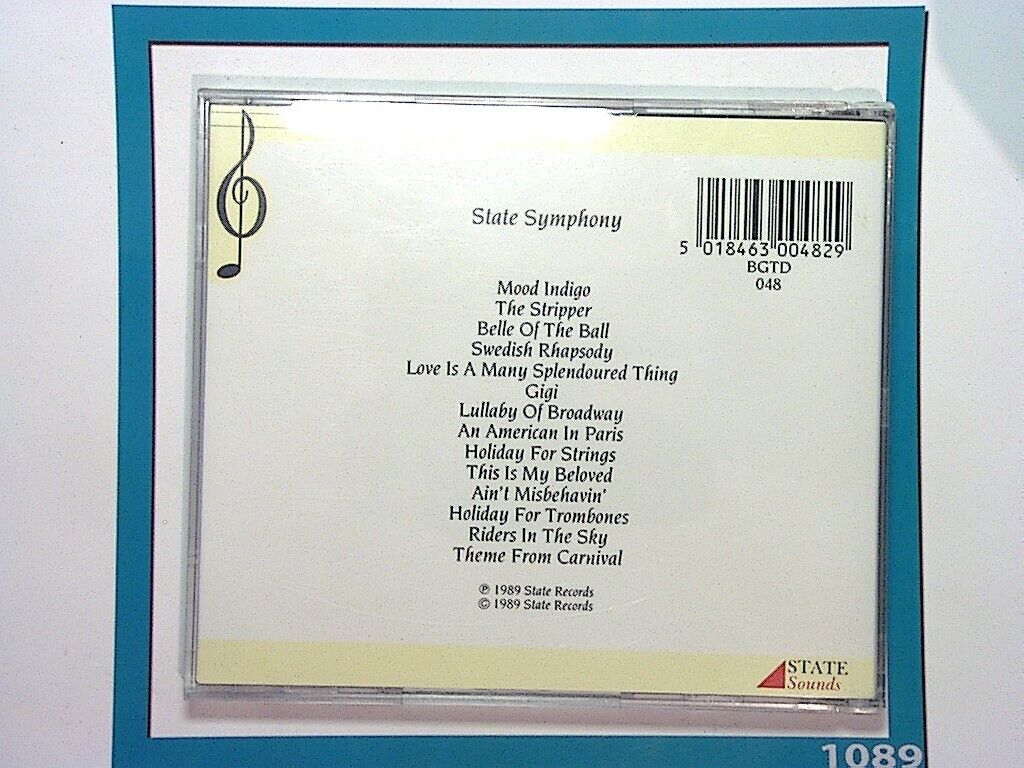 State Symphony
5 018463 004829
BGTD
048
Mood Indigo
The Stripper
Belle Of The Ball
Swedish Rhapsody
Love Is A Many Splendoured Thing
Gigi
Lullaby Of Broadway
An American In Paris
Holiday For Strings
This Is My Beloved
Ain't Misbehavin'
Holiday For Trombones
Riders In The Sky
Theme From Carnival
℗ 1989 State Records
© 1989 State Records
STATE
Sounds
1089